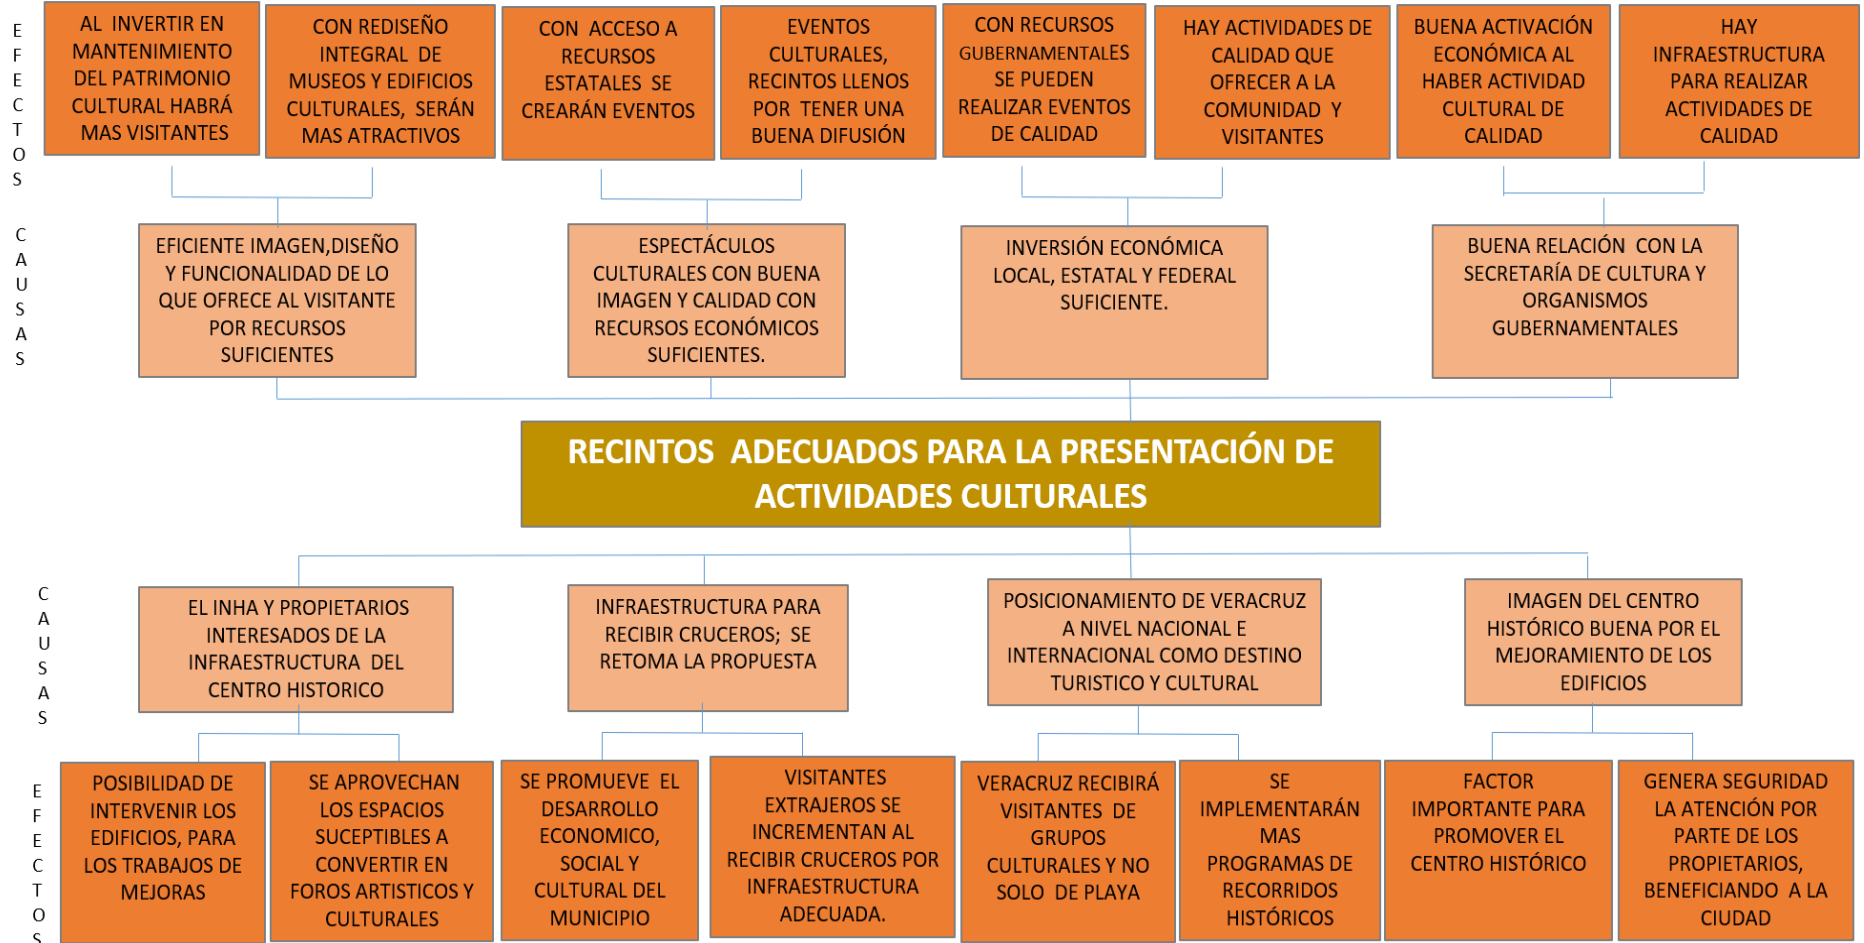 EFECTOS
AL INVERTIR EN
MANTENIMIENTO
DEL PATRIMONIO
CULTURAL HABRÁ
MAS VISITANTES
CON REDISEÑO
INTEGRAL DE
MUSEOS Y EDIFICIOS
CULTURALES, SERÁN
MAS ATRACTIVOS
CON ACCESO A
RECURSOS
ESTATALES SE
CREARÁN EVENTOS
EVENTOS
CULTURALES,
RECINTOS LLENOS
POR TENER UNA
BUENA DIFUSIÓN
CON RECURSOS
GUBERNAMENTALES
SE PUEDEN
REALIZAR EVENTOS
DE CALIDAD
HAY ACTIVIDADES DE
CALIDAD QUE
OFRECER A LA
COMUNIDAD Y
VISITANTES
BUENA ACTIVACIÓN
ECONÓMICA AL
HABER ACTIVIDAD
CULTURAL DE
CALIDAD
HAY
INFRAESTRUCTURA
PARA REALIZAR
ACTIVIDADES DE
CALIDAD
CAUSAS
EFICIENTE IMAGEN,DISEÑO
Y FUNCIONALIDAD DE LO
QUE OFRECE AL VISITANTE
POR RECURSOS
SUFICIENTES
ESPECTÁCULOS
CULTURALES CON BUENA
IMAGEN Y CALIDAD CON
RECURSOS ECONÓMICOS
SUFICIENTES.
INVERSIÓN ECONÓMICA
LOCAL, ESTATAL Y FEDERAL
SUFICIENTE.
BUENA RELACIÓN CON LA
SECRETARÍA DE CULTURA Y
ORGANISMOS
GUBERNAMENTALES
RECINTOS ADECUADOS PARA LA PRESENTACIÓN DE
ACTIVIDADES CULTURALES
CAUSAS
EL INHA Y PROPIETARIOS
INTERESADOS DE LA
INFRAESTRUCTURA DEL
CENTRO HISTORICO
INFRAESTRUCTURA PARA
RECIBIR CRUCEROS; SE
RETOMA LA PROPUESTA
POSICIONAMIENTO DE VERACRUZ
A NIVEL NACIONAL E
INTERNACIONAL COMO DESTINO
TURISTICO Y CULTURAL
IMAGEN DEL CENTRO
HISTÓRICO BUENA POR EL
MEJORAMIENTO DE LOS
EDIFICIOS
EFECTOS
POSIBILIDAD DE
INTERVENIR LOS
EDIFICIOS, PARA
LOS TRABAJOS DE
MEJORAS
SE APROVECHAN
LOS ESPACIOS
SUCEPTIBLES A
CONVERTIR EN
FOROS ARTISTICOS Y
CULTURALES
SE PROMUEVE EL
DESARROLLO
ECONOMICO,
SOCIAL Y
CULTURAL DEL
MUNICIPIO
VISITANTES
EXTRAJEROS SE
INCREMENTAN AL
RECIBIR CRUCEROS POR
INFRAESTRUCTURA
ADECUADA.
VERACRUZ RECIBIRÁ
VISITANTES DE
GRUPOS
CULTURALES Y NO
SOLO DE PLAYA
SE
IMPLEMENTARÁN
MAS
PROGRAMAS DE
RECORRIDOS
HISTÓRICOS
FACTOR
IMPORTANTE PARA
PROMOVER EL
CENTRO HISTÓRICO
GENERA SEGURIDAD
LA ATENCIÓN POR
PARTE DE LOS
PROPIETARIOS,
BENEFICIANDO A LA
CIUDAD